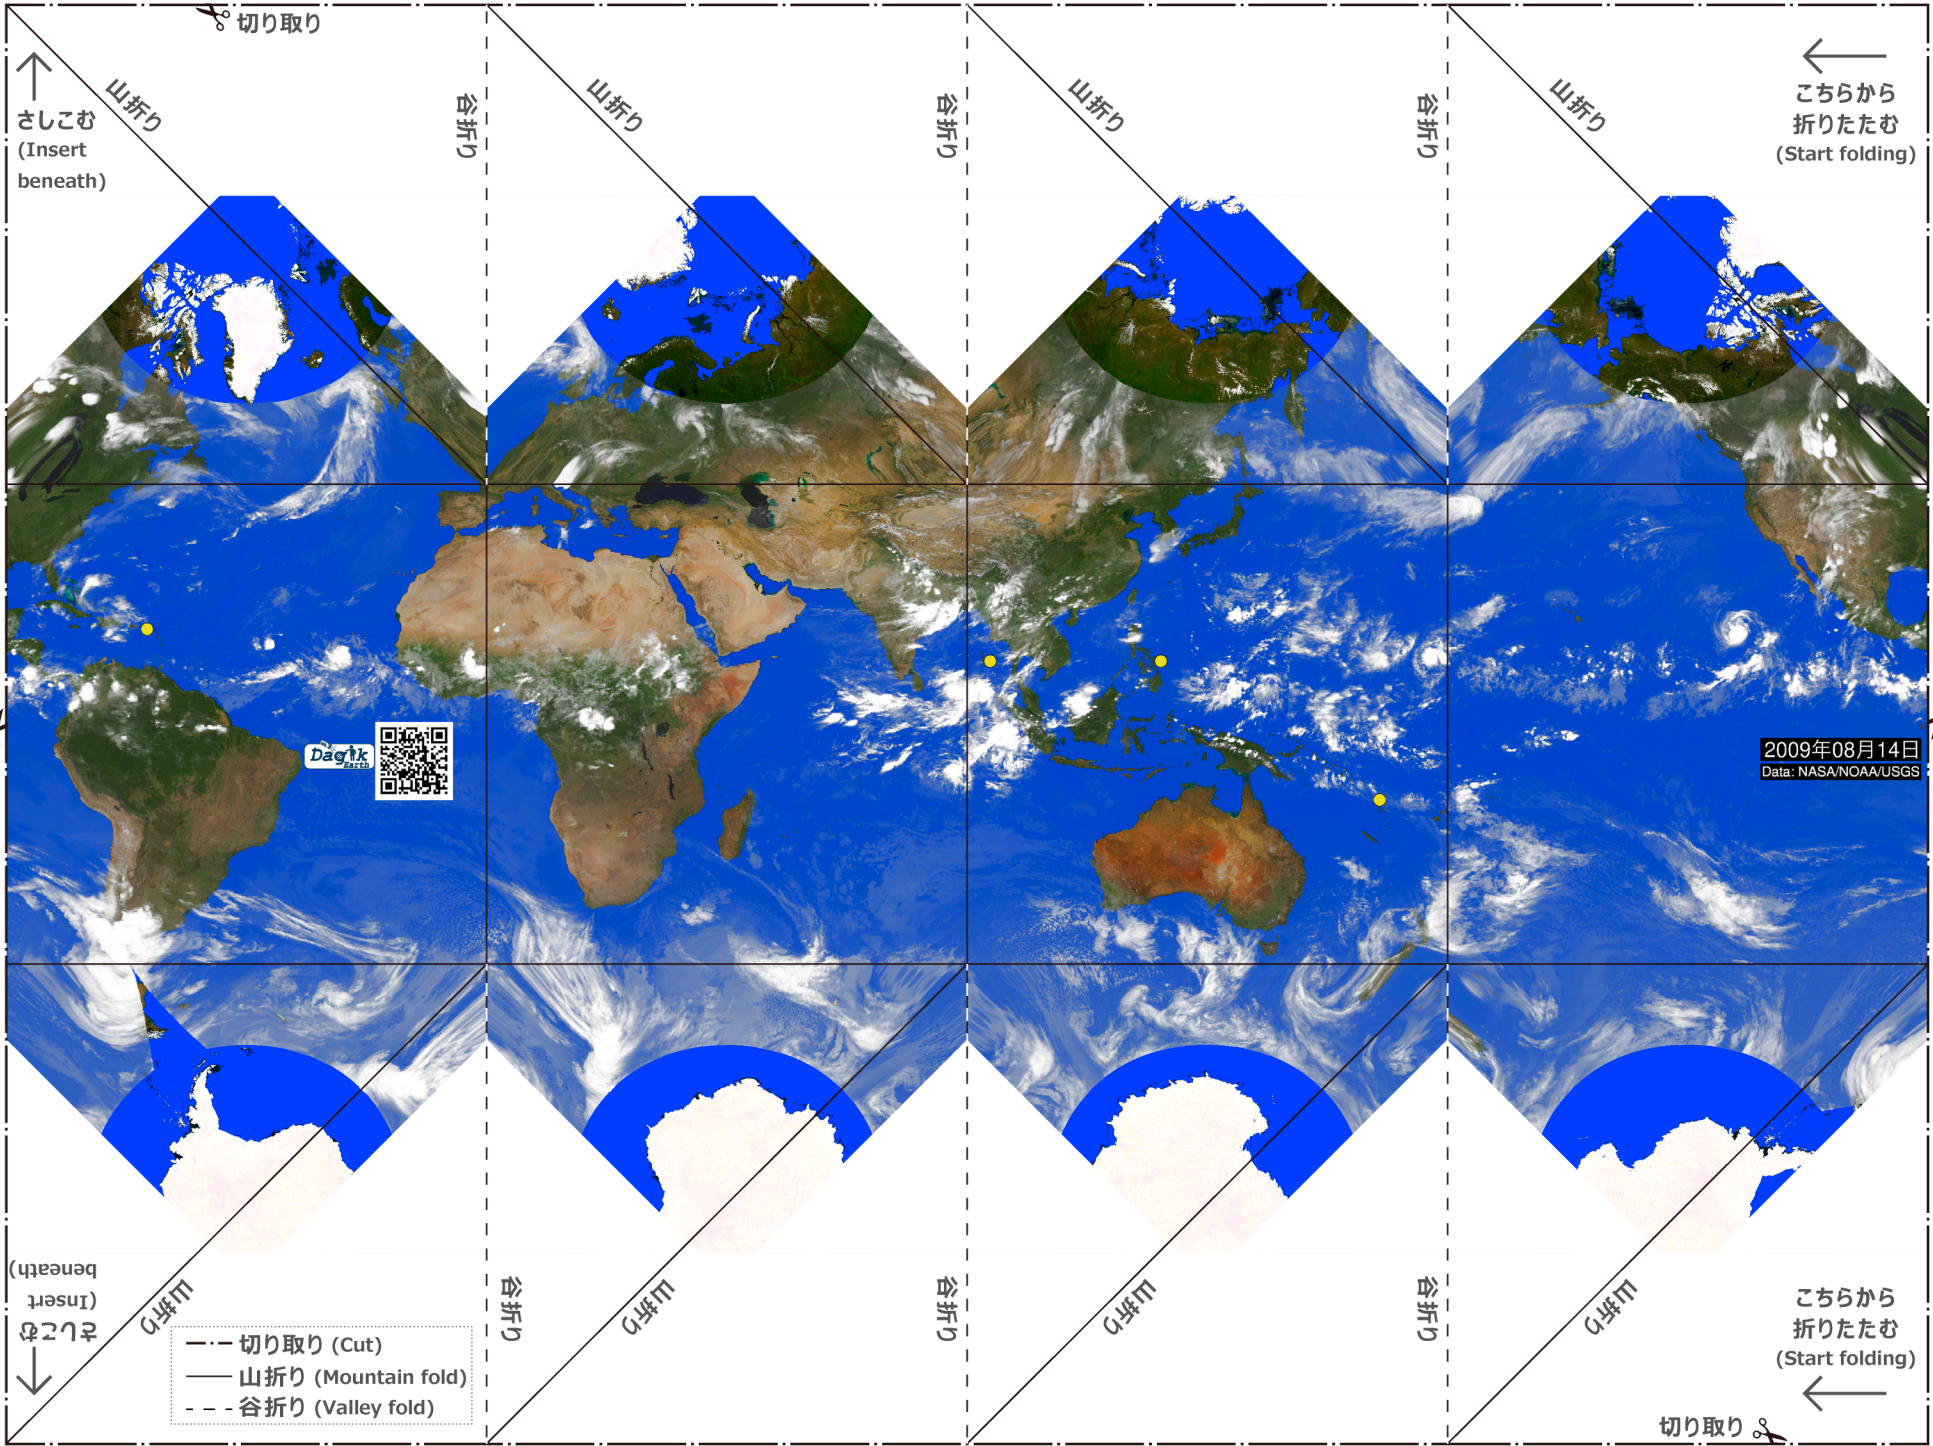 切り取り
山折り
谷折り
山折り
谷折り
山折り
谷折り
山折り
さしこむ
(Insert
beneath)
こちらから
折りたたむ
(Start folding)
Dagik
Earth
2009年08月14日
Data: NASA/NOAA/USGS
さしこむ
(Insert
beneath)
山折り
谷折り
山折り
谷折り
山折り
谷折り
山折り
こちらから
折りたたむ
(Start folding)
切り取り (Cut)
山折り (Mountain fold)
谷折り (Valley fold)
切り取り